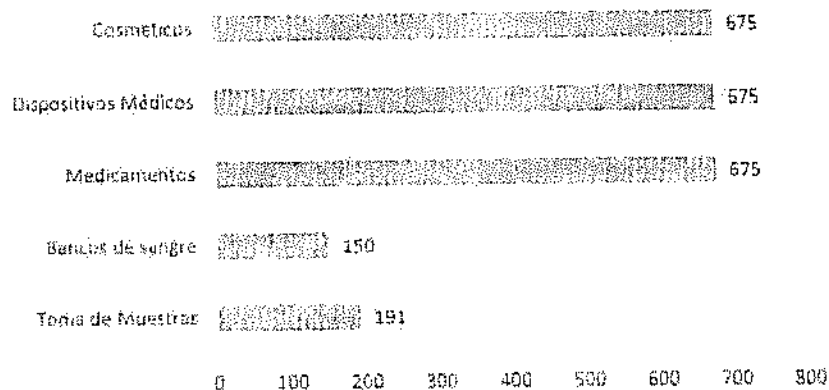 Cosmeticos 675
Dispositivos Médicos 675
Medicamentos 675
Bancos de sangre 150
Toma de Muestras 191
0 100 200 300 400 500 600 700 800